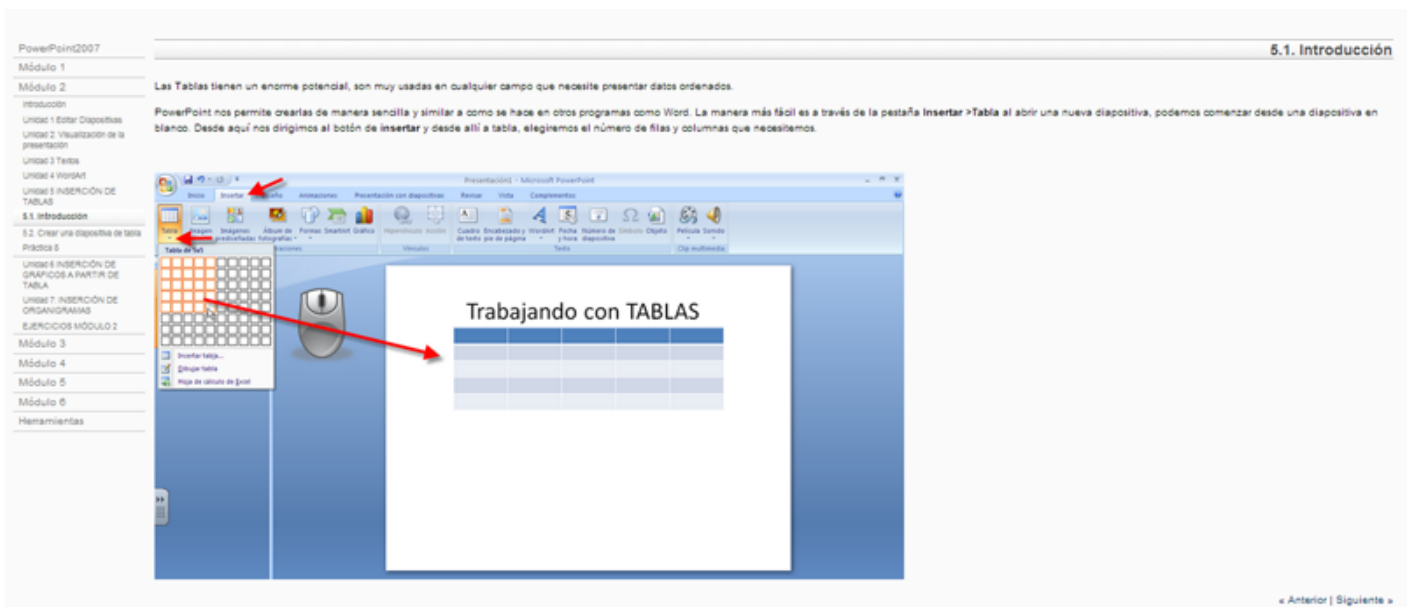 PowerPoint2007
Módulo 1
Módulo 2
Introducción
Unidad 1 Editar Diapositivas
Unidad 2: Visualización de la
presentación
Unidad 3 Textos
Unidad 4 WordArt
Unidad 5 INSERCIÓN DE
TABLAS
5.1. Introducción
5.2. Crear una diapositiva de tabla
Práctica 5
Unidad 6 INSERCIÓN DE
GRÁFICOS A PARTIR DE
TABLA
Unidad 7: INSERCIÓN DE
ORGANIGRAMAS
EJERCICIOS MÓDULO 2
Módulo 3
Módulo 4
Módulo 5
Módulo 6
Herramientas
5.1. Introducción
Las Tablas tienen un enorme potencial, son muy usadas en cualquier campo que necesite presentar datos ordenados.
PowerPoint nos permite crearlas de manera sencilla y similar a como se hace en otros programas como Word. La manera más fácil es a través de la pestaña Insertar >Tabla al abrir una nueva diapositiva, podemos comenzar desde una diapositiva en
blanco. Desde aquí nos dirigimos al botón de insertar y desde allí a tabla, elegiremos el número de filas y columnas que necesitemos.
Presentación1 - Microsoft PowerPoint
Inicio Insertar Animaciones Presentación con diapositivas Revisar Vista Complementos
Tabla Imagen Imágenes Álbum de Formas SmartArt Gráfico Hipervínculo Acción Cuadro Encabezado y WordArt Fecha Número de Símbolo Objeto Película Sonido
prediseñadas fotografías de texto pie de página y hora diapositiva
Vínculos Texto Clip multimedia
Tabla de 5x5
Insertar tabla...
Dibujar tabla
Hoja de cálculo de Excel
Trabajando con TABLAS
« Anterior | Siguiente »